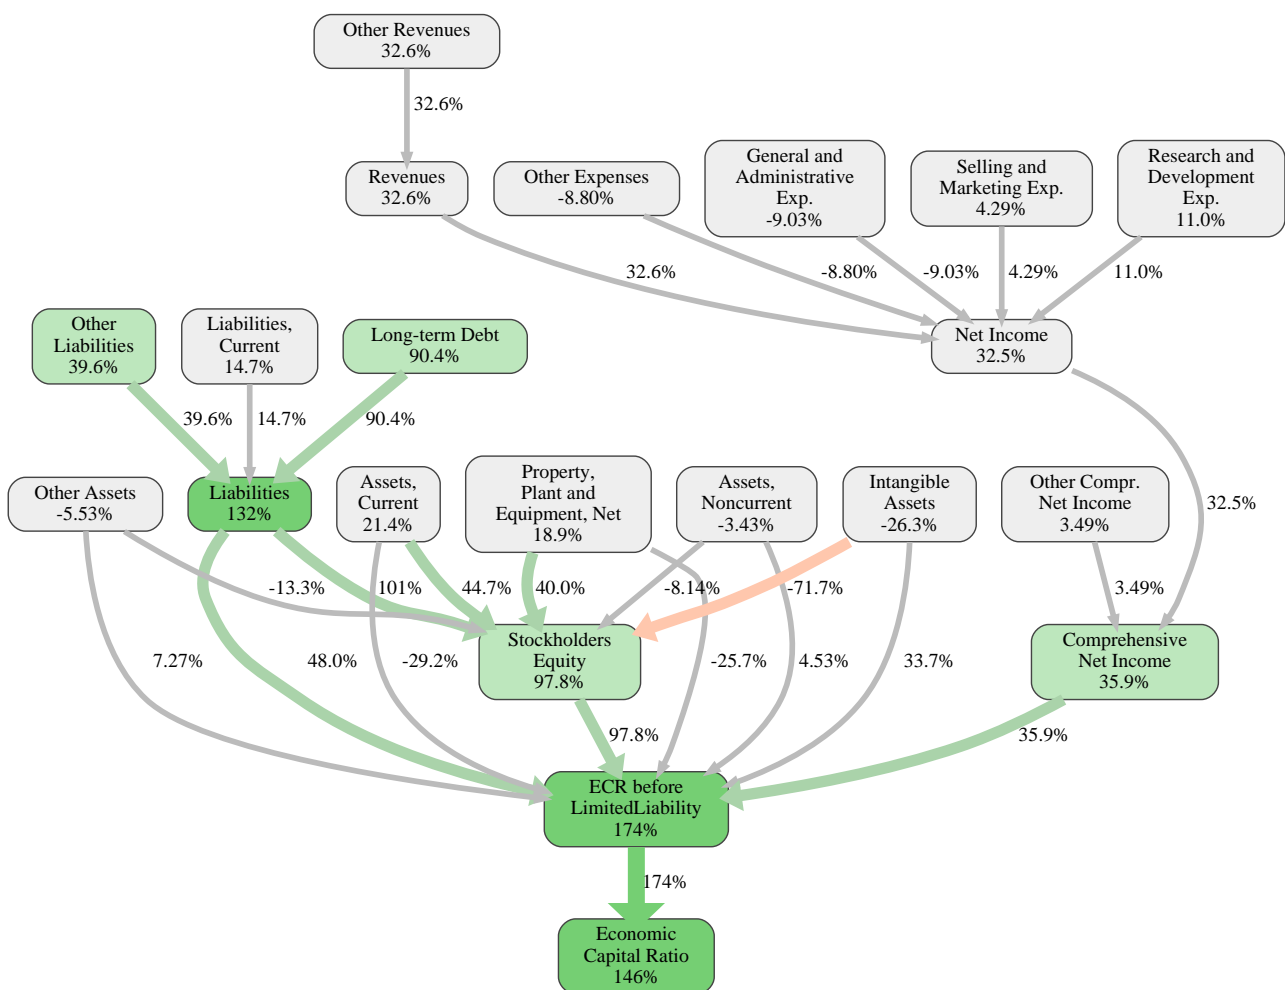 Other Revenues
32.6%
32.6%
Revenues
32.6%
Other Expenses
-8.80%
General and
Administrative
Exp.
-9.03%
Selling and
Marketing Exp.
4.29%
Research and
Development
Exp.
11.0%
32.6%
-8.80%
-9.03%
4.29%
11.0%
Other
Liabilities
39.6%
Liabilities,
Current
14.7%
Long-term Debt
90.4%
Net Income
32.5%
39.6%
14.7%
90.4%
Other Assets
-5.53%
Liabilities
132%
Assets,
Current
21.4%
Property,
Plant and
Equipment, Net
18.9%
Assets,
Noncurrent
-3.43%
Intangible
Assets
-26.3%
Other Compr.
Net Income
3.49%
32.5%
-13.3%
101%
44.7%
40.0%
-8.14%
-71.7%
3.49%
Stockholders
Equity
97.8%
Comprehensive
Net Income
35.9%
7.27%
48.0%
-29.2%
-25.7%
4.53%
33.7%
97.8%
35.9%
ECR before
LimitedLiability
174%
174%
Economic
Capital Ratio
146%